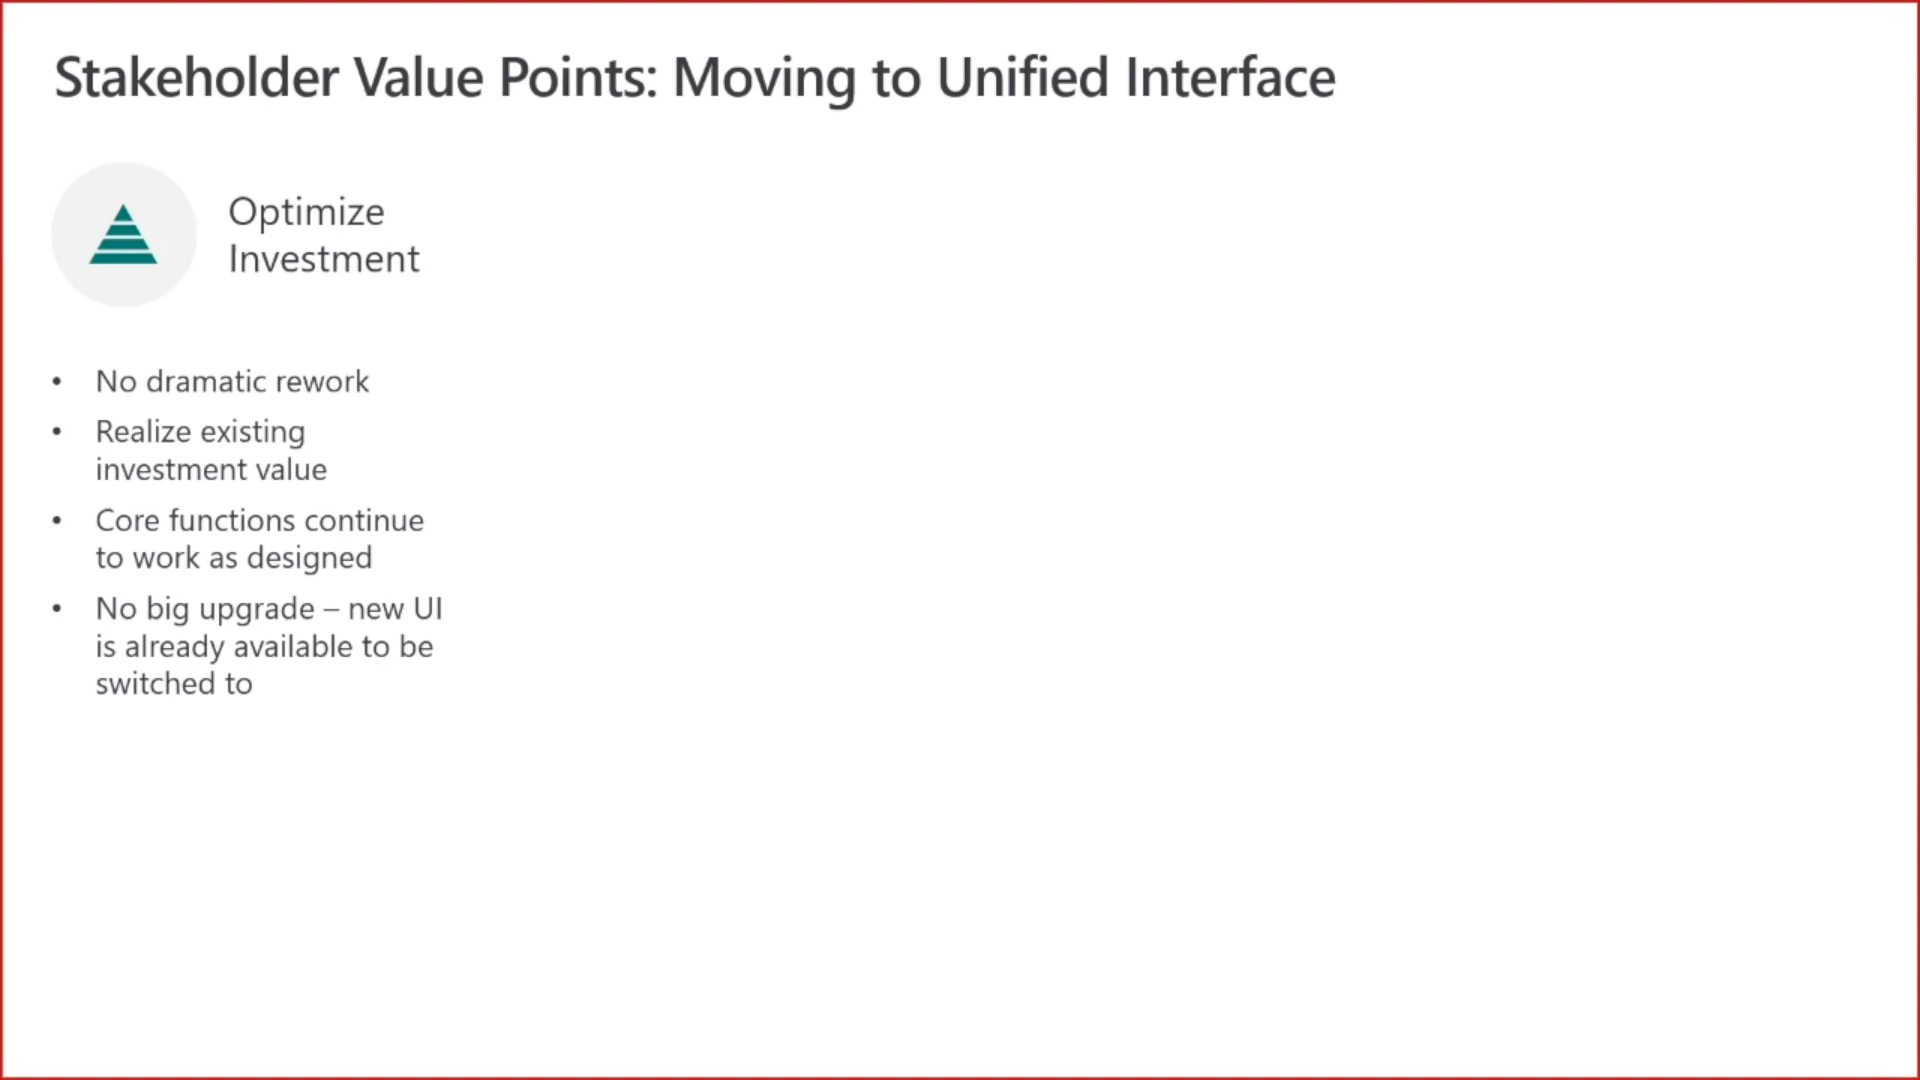 Stakeholder Value Points: Moving to Unified Interface
Optimize
Investment
• No dramatic rework
• Realize existing
investment value
• Core functions continue
to work as designed
• No big upgrade – new UI
is already available to be
switched to